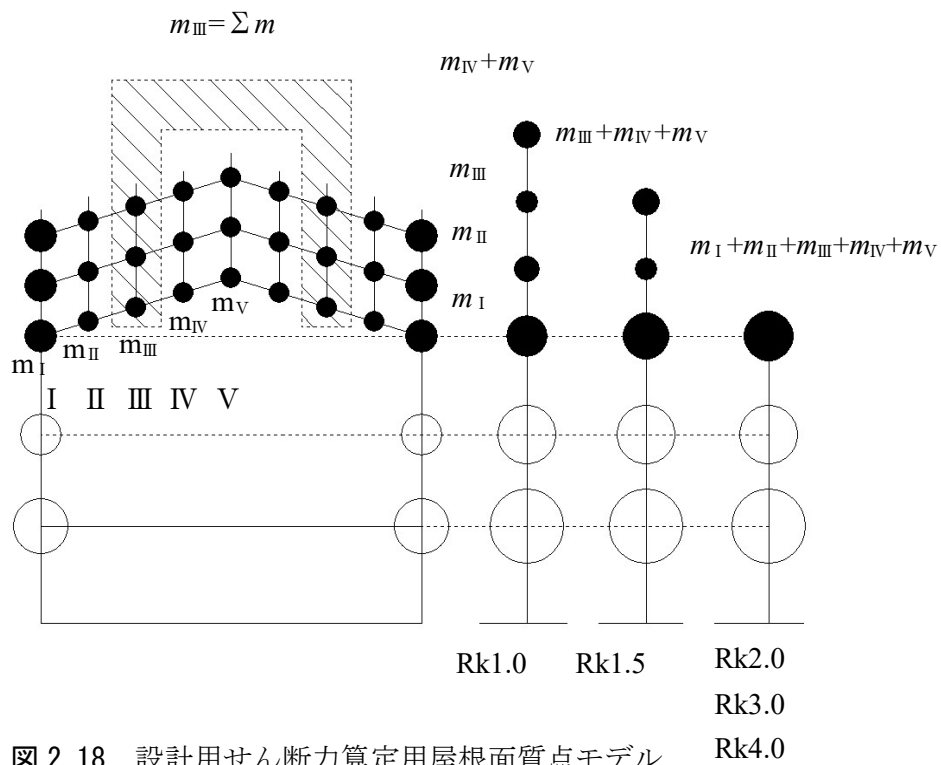 mⅢ=Σm
mⅣ+mⅤ
mⅢ+mⅣ+mⅤ
mⅢ
mⅡ
mⅠ+mⅡ+mⅢ+mⅣ+mⅤ
mⅠ
mⅤ
mⅣ
mⅢ
mⅡ
mⅠ
Ⅰ Ⅱ Ⅲ Ⅳ Ⅴ
Rk1.0 Rk1.5 Rk2.0
Rk3.0
Rk4.0
図 2.18 設計用せん断力算定用屋根面質点モデル